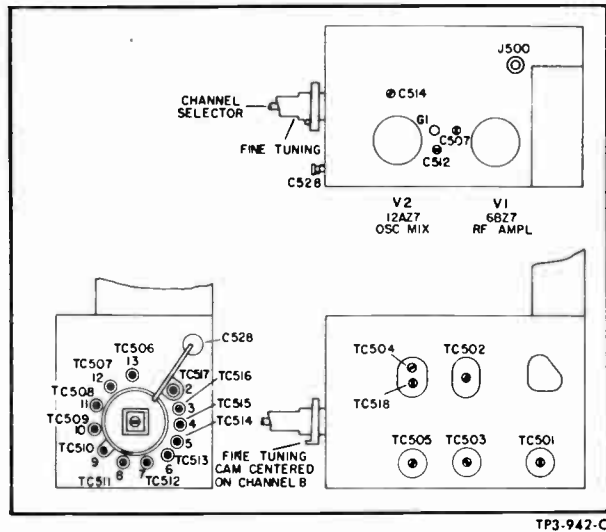 J500
CHANNEL
SELECTOR
C514
FINE TUNING
G1
C507
C512
C528
V2
12AZ7
OSC MIX
V1
6BZ7
RF AMPL
C528
TC506
13
TC507
12
TC517
2
TC508
11
3
TC516
4
TC515
TC509
10
5
TC514
TC510
9
6
TC513
8
7
TC511
TC512
TC504
TC502
TC518
FINE TUNING
CAM CENTERED
ON CHANNEL 8
TC505
TC503
TC501
TP3-942-C